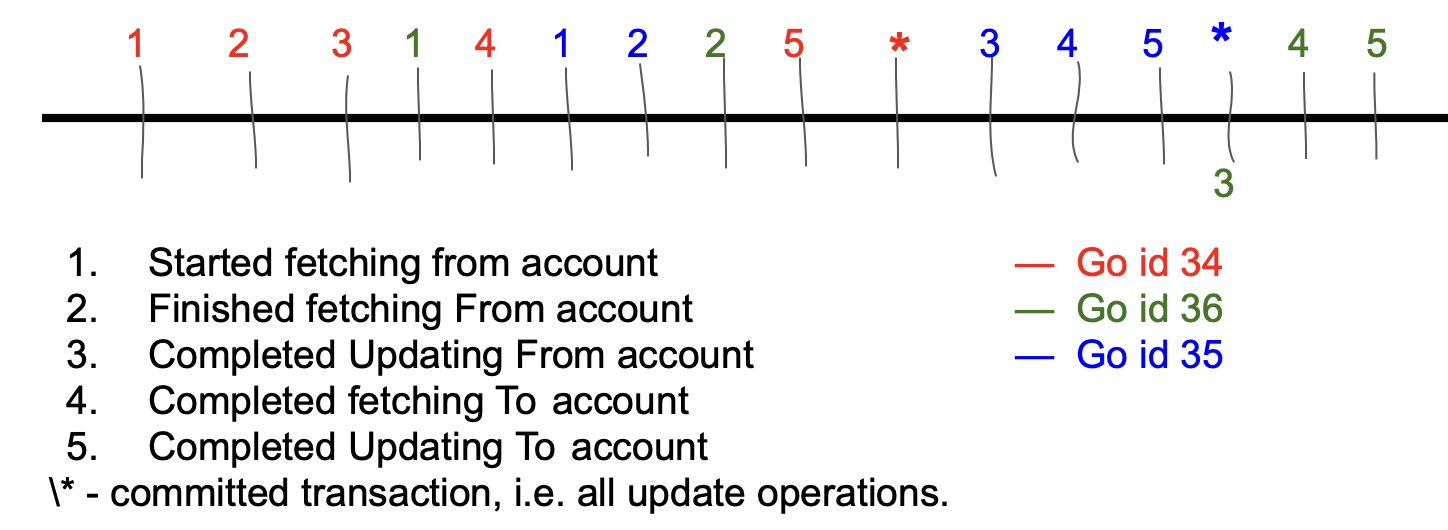 1 2 3 1 4 1 2 2 5 * 3 4 5 * 4 5
3
1. Started fetching from account — Go id 34
2. Finished fetching From account — Go id 36
3. Completed Updating From account — Go id 35
4. Completed fetching To account
5. Completed Updating To account
\* - committed transaction, i.e. all update operations.